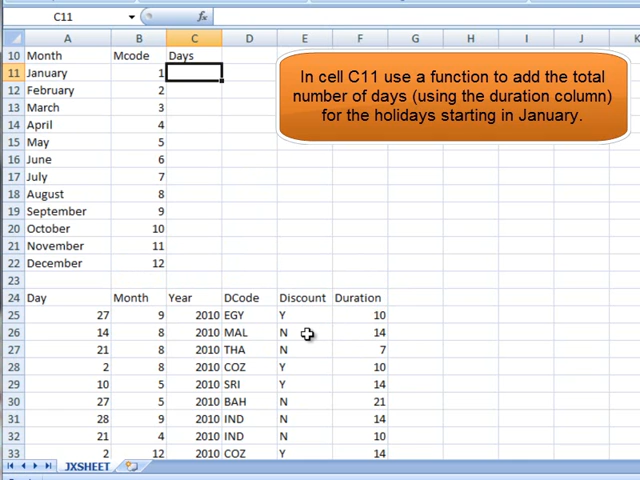 C11
fx
A B C D E F G H I J K
10 Month Mcode Days
11 January 1
12 February 2
13 March 3
14 April 4
15 May 5
16 June 6
17 July 7
18 August 8
19 September 9
20 October 10
21 November 11
22 December 12
23
24 Day Month Year DCode Discount Duration
25 27 9 2010 EGY Y 10
26 14 8 2010 MAL N 14
27 21 8 2010 THA N 7
28 2 8 2010 COZ Y 10
29 10 5 2010 SRI Y 14
30 27 5 2010 BAH N 21
31 28 9 2010 IND N 14
32 21 4 2010 IND N 10
33 2 12 2010 COZ Y 14
In cell C11 use a function to add the total
number of days (using the duration column)
for the holidays starting in January.
JXSHEET